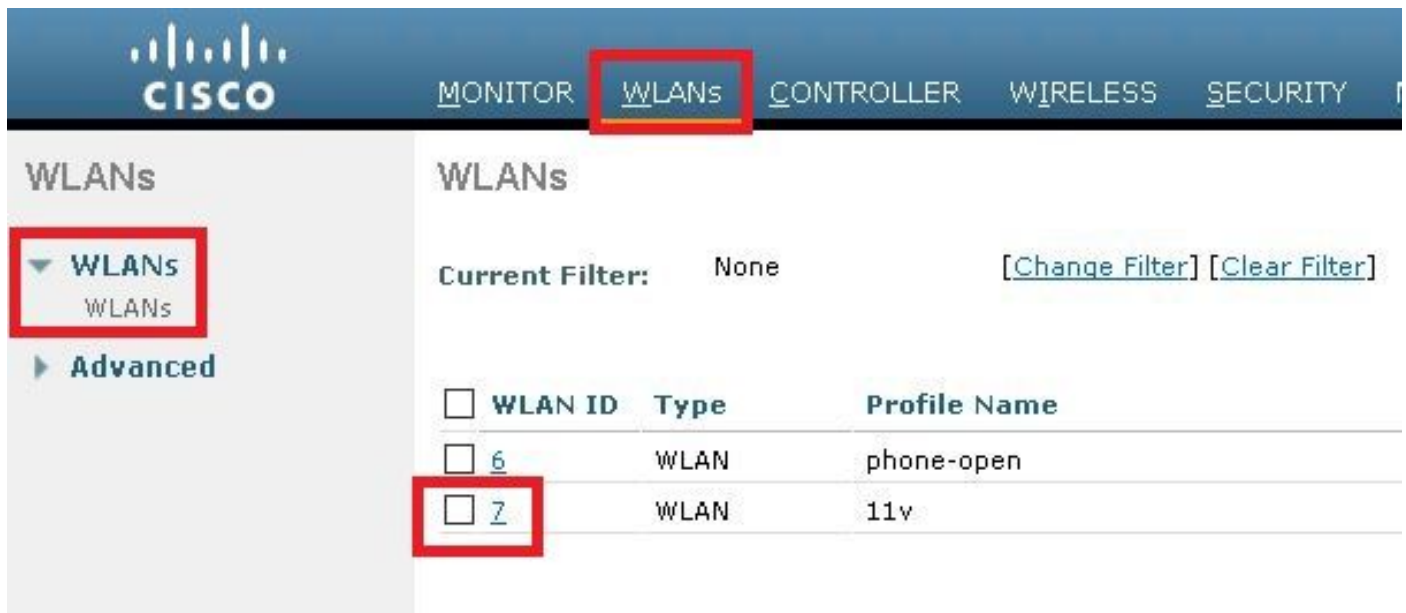 CISCO
MONITOR WLANs CONTROLLER WIRELESS SECURITY
WLANs
WLANs
WLANs
Advanced
WLANs
Current Filter: None [Change Filter] [Clear Filter]
WLAN ID Type Profile Name
6 WLAN phone-open
7 WLAN 11v